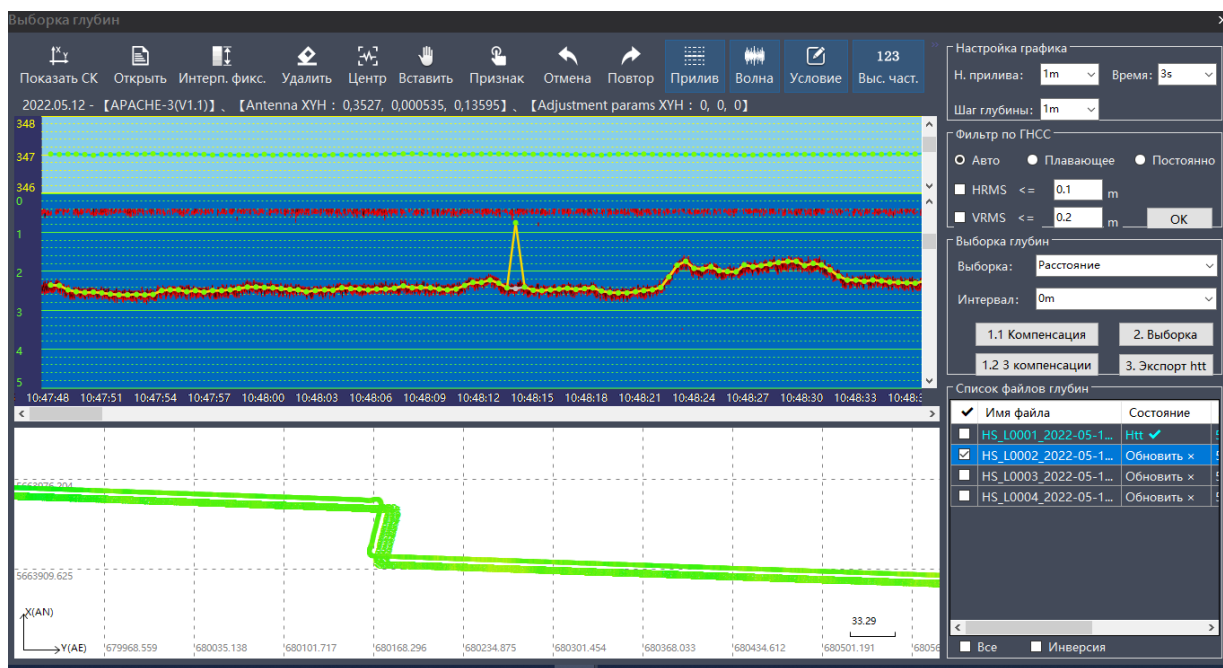 Выборка глубин
Показать СК Открыть Интерп. фикс. Удалить Центр Вставить Признак Отмена Повтор Прилив Волна Условие 123 Выс. част.
2022.05.12 - 【APACHE-3(V1.1)】、【Antenna XYH : 0,3527, 0,000535, 0,13595】、【Adjustment params XYH : 0, 0, 0】
348
347
346
0
1
2
3
4
5
10:47:48 10:47:51 10:47:54 10:47:57 10:48:00 10:48:03 10:48:06 10:48:09 10:48:12 10:48:15 10:48:18 10:48:21 10:48:24 10:48:27 10:48:30 10:48:33 10:48:3
5663976.204
5663909.625
X(AN)
Y(AE)
679968.559 680035.138 680101.717 680168.296 680234.875 680301.454 680368.033 680434.612 680501.191 68056
33.29
Настройка графика
Н. прилива: 1m Время: 3s
Шаг глубины: 1m
Фильтр по ГНСС
Авто Плавающее Постоянно
HRMS <= 0.1 m
VRMS <= 0.2 m OK
Выборка глубин
Выборка: Расстояние
Интервал: 0m
1.1 Компенсация 2. Выборка
1.2 3 компенсации 3. Экспорт htt
Список файлов глубин
Имя файла Состояние
HS_L0001_2022-05-1... Htt ✔
HS_L0002_2022-05-1... Обновить ×
HS_L0003_2022-05-1... Обновить ×
HS_L0004_2022-05-1... Обновить ×
Все Инверсия